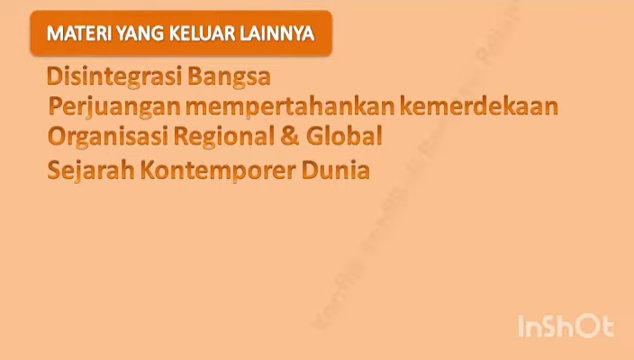 MATERI YANG KELUAR LAINNYA
Disintegrasi Bangsa
Perjuangan mempertahankan kemerdekaan
Organisasi Regional & Global
Sejarah Kontemporer Dunia
InShOt